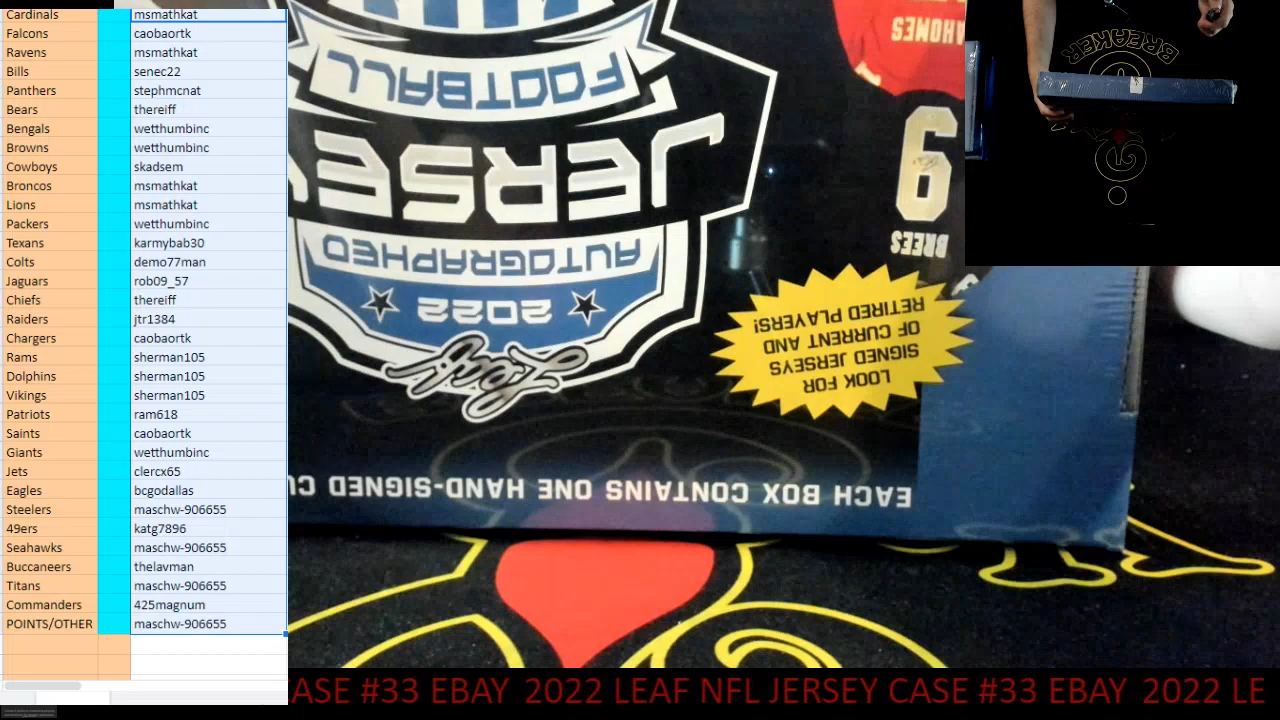 Cardinals msmathkat
Falcons caobaortk
Ravens msmathkat
Bills senec22
Panthers stephmcnat
Bears thereiff
Bengals wetthumbinc
Browns wetthumbinc
Cowboys skadsem
Broncos msmathkat
Lions msmathkat
Packers wetthumbinc
Texans karmybab30
Colts demo77man
Jaguars rob09_57
Chiefs thereiff
Raiders jtr1384
Chargers caobaortk
Rams sherman105
Dolphins sherman105
Vikings sherman105
Patriots ram618
Saints caobaortk
Giants wetthumbinc
Jets clercx65
Eagles bcgodallas
Steelers maschw-906655
49ers katg7896
Seahawks maschw-906655
Buccaneers thelavman
Titans maschw-906655
Commanders 425magnum
POINTS/OTHER maschw-906655
EACH BOX CONTAINS ONE HAND-SIGNED
LOOK FOR
SIGNED JERSEYS
OF CURRENT AND
RETIRED PLAYERS!
Leaf
2022
AUTOGRAPHED
JERSEY
FOOTBALL
BREES
9
AHOMES
BREAKER
ASE #33 EBAY 2022 LEAF NFL JERSEY CASE #33 EBAY 2022 LE